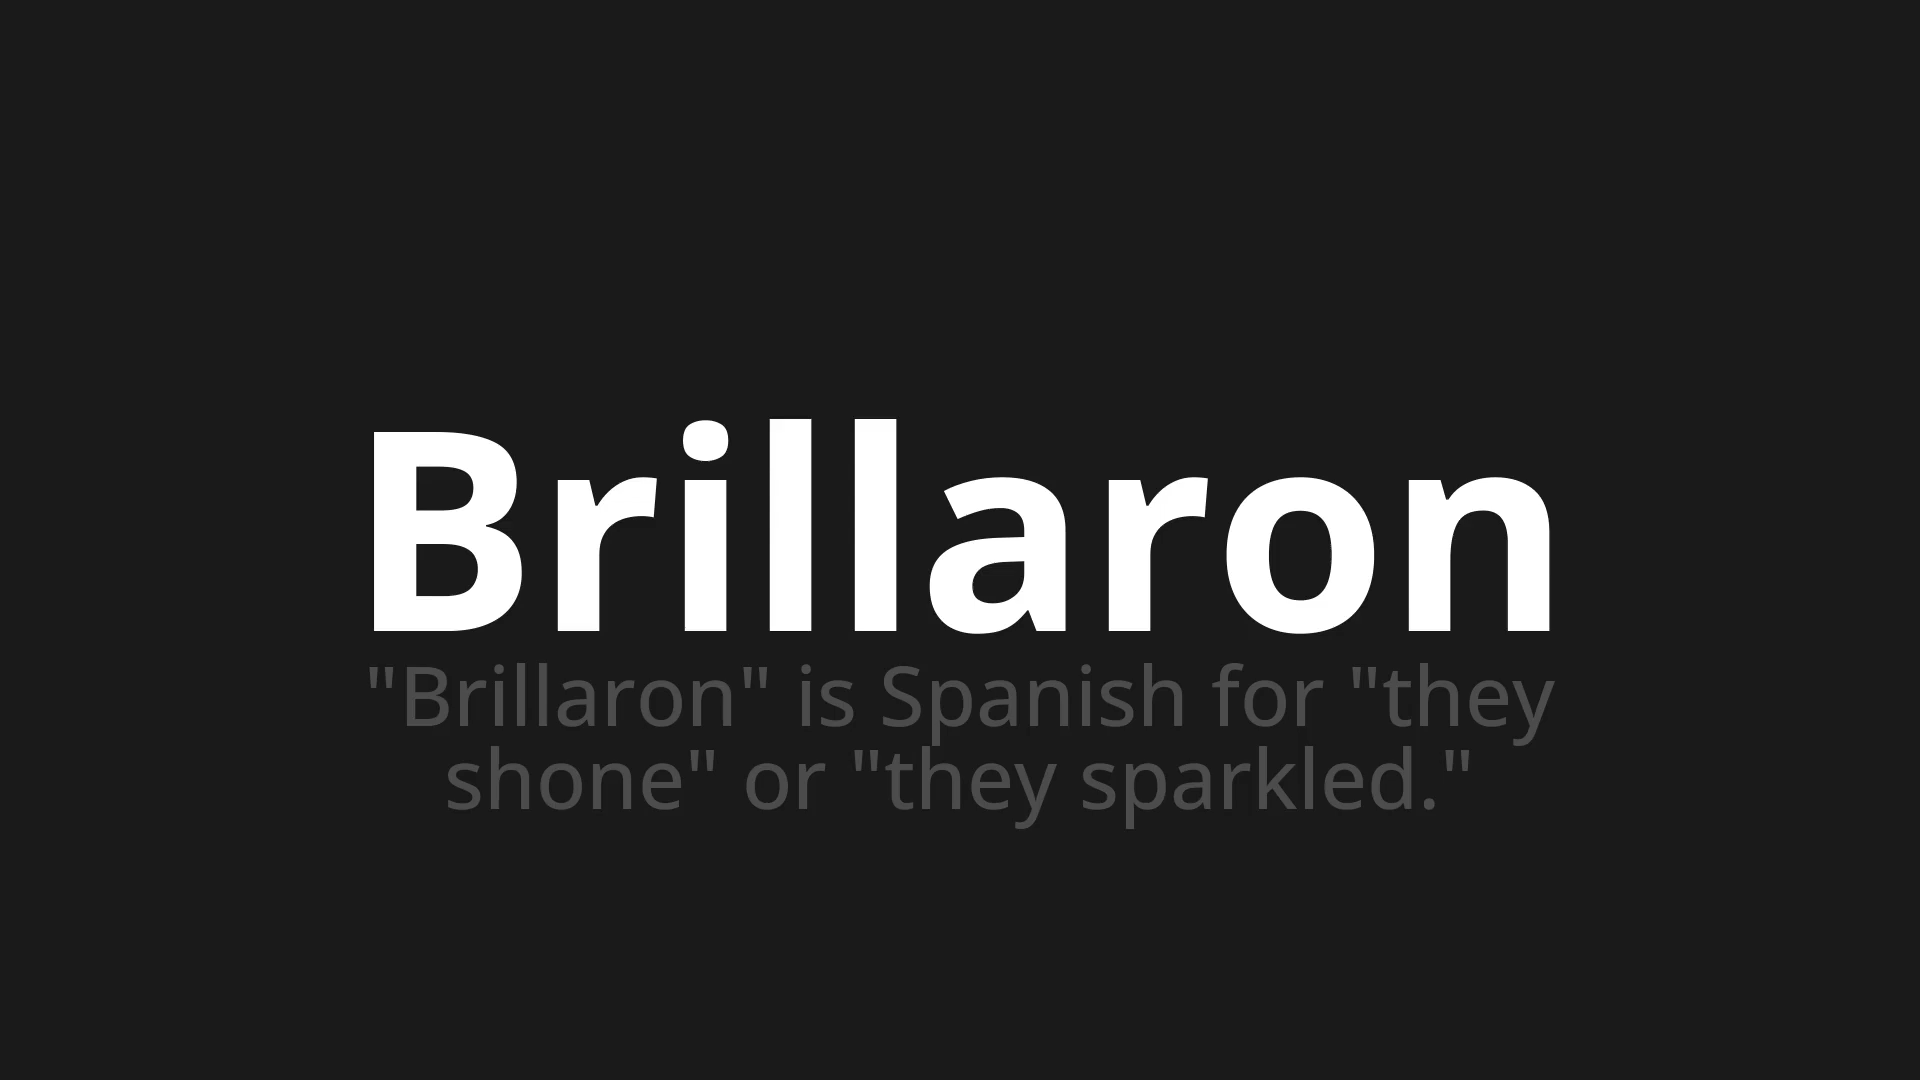 Brillaron
"Brillaron" is Spanish for "they
shone" or "they sparkled."